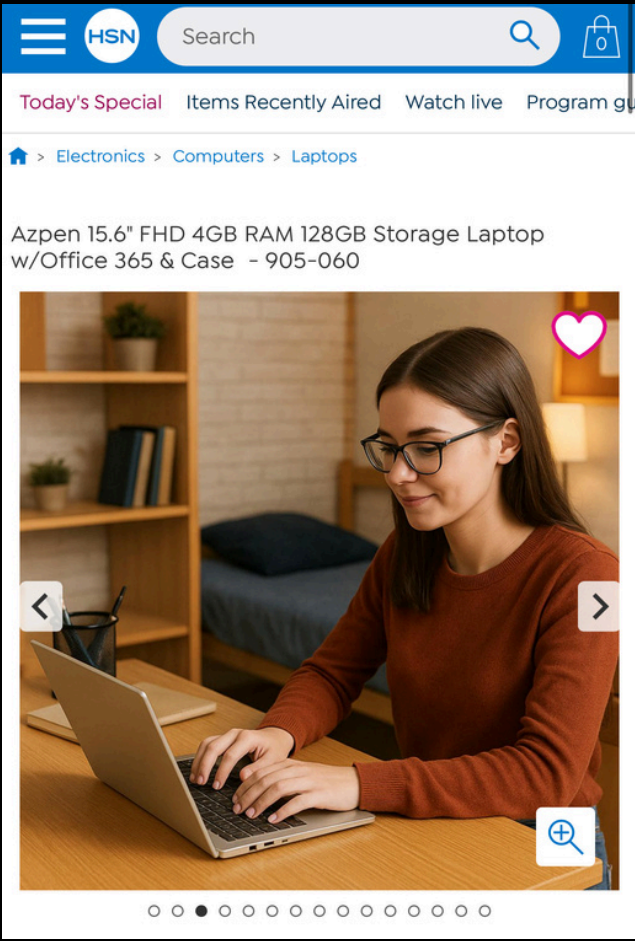 HSN
Search
0
Today's Special Items Recently Aired Watch live Program
> Electronics > Computers > Laptops
Azpen 15.6" FHD 4GB RAM 128GB Storage Laptop
w/Office 365 & Case - 905-060